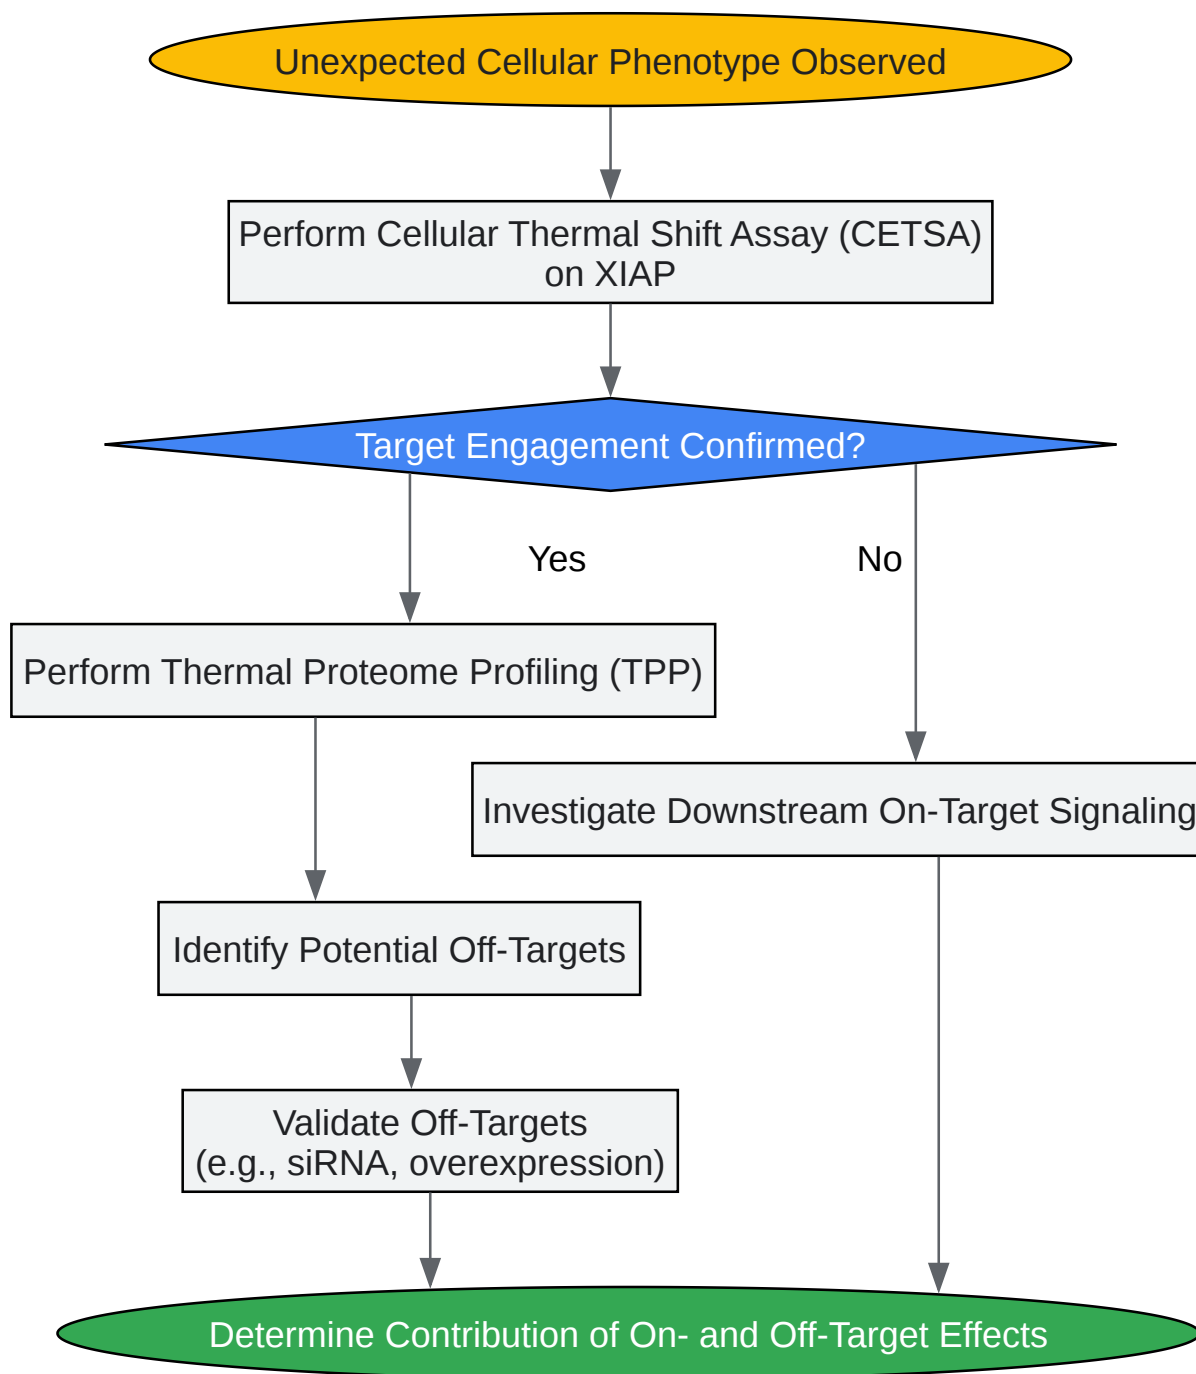 Unexpected Cellular Phenotype Observed
Perform Cellular Thermal Shift Assay (CETSA)
on XIAP
Target Engagement Confirmed?
Yes
No
Perform Thermal Proteome Profiling (TPP)
Investigate Downstream On-Target Signaling
Identify Potential Off-Targets
Validate Off-Targets
(e.g., siRNA, overexpression)
Determine Contribution of On- and Off-Target Effects